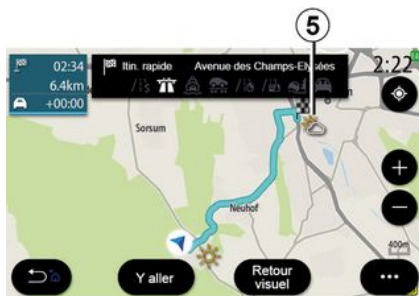 5
02:34
6.4km
+00:00
Itin. rapide Avenue des Champs-Elysées
2:22
Sorsum
Neuhof
400m
Y aller
Retour
visuel